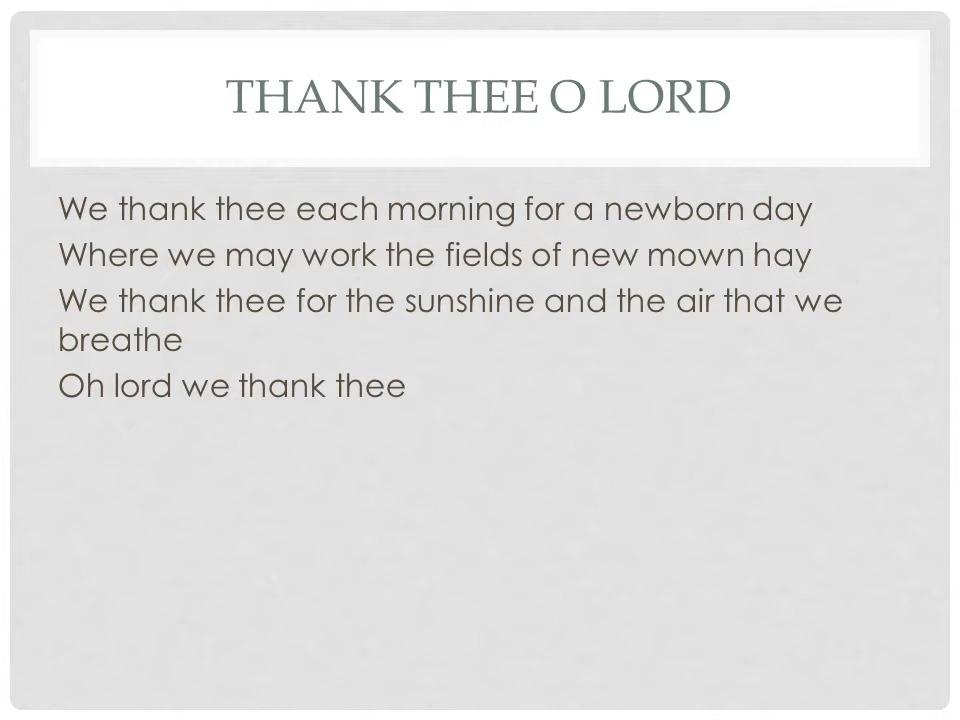 THANK THEE O LORD
We thank thee each morning for a newborn day
Where we may work the fields of new mown hay
We thank thee for the sunshine and the air that we
breathe
Oh lord we thank thee